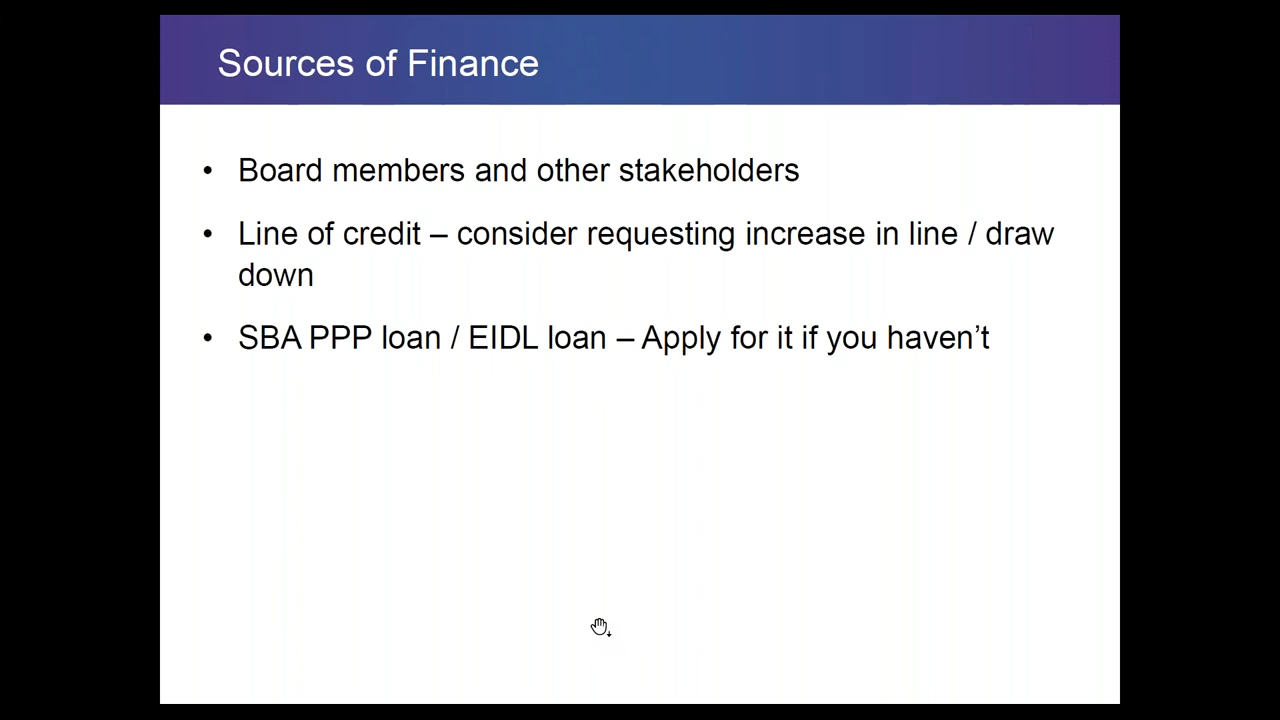 Sources of Finance
• Board members and other stakeholders
• Line of credit – consider requesting increase in line / draw
down
• SBA PPP loan / EIDL loan – Apply for it if you haven’t